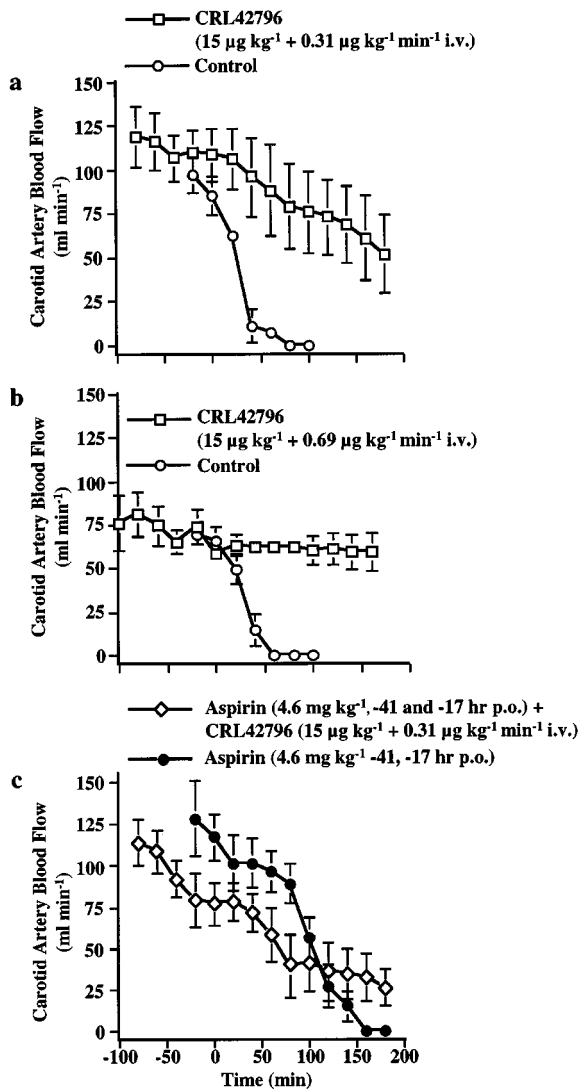 CRL42796
(15 µg kg⁻¹ + 0.31 µg kg⁻¹ min⁻¹ i.v.)
Control
a
150
125
100
75
50
25
0
Carotid Artery Blood Flow
(ml min⁻¹)
b
CRL42796
(15 µg kg⁻¹ + 0.69 µg kg⁻¹ min⁻¹ i.v.)
Control
150
125
100
75
50
25
0
Carotid Artery Blood Flow
(ml min⁻¹)
Aspirin (4.6 mg kg⁻¹, -41 and -17 hr p.o.) +
CRL42796 (15 µg kg⁻¹ + 0.31 µg kg⁻¹ min⁻¹ i.v.)
Aspirin (4.6 mg kg⁻¹ -41, -17 hr p.o.)
c
150
125
100
75
50
25
0
Carotid Artery Blood Flow
(ml min⁻¹)
-100 -50 0 50 100 150 200
Time (min)